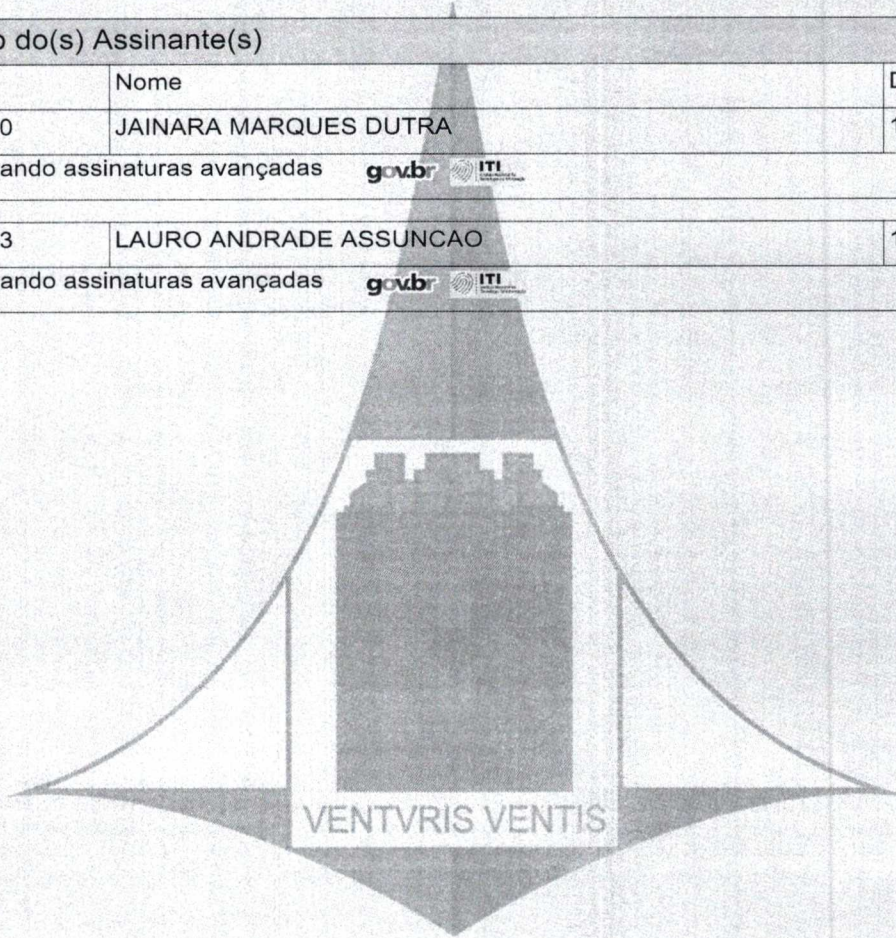 o do(s) Assinante(s)
Nome D
0 JAINARA MARQUES DUTRA 1
ando assinaturas avançadas gov.br ITI
3 LAURO ANDRADE ASSUNCAO 1
ando assinaturas avançadas gov.br ITI
VENTVRIS VENTIS